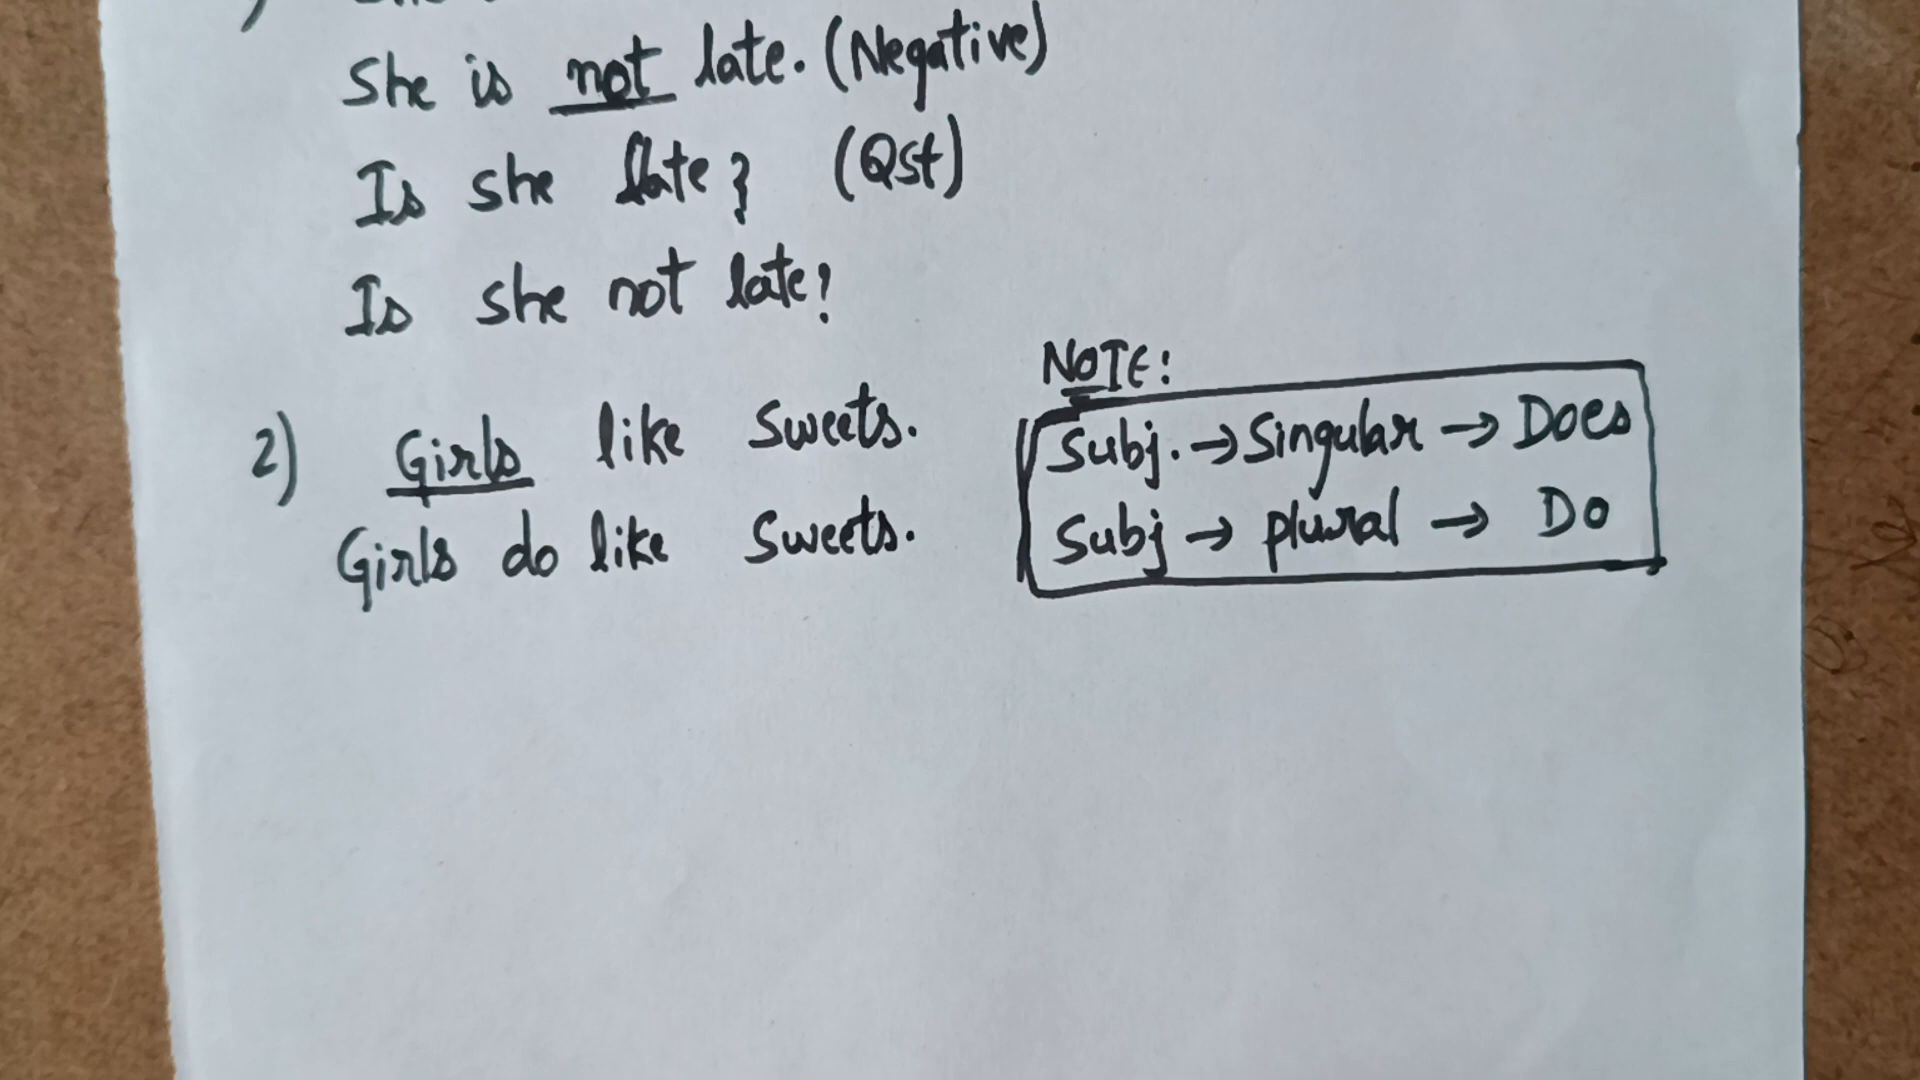 She is not late. (Negative)
Is she late? (Qst)
Is she not late?
NOTE:
2) Girls like Sweets.
Subj. → Singular → Does
Girls do like Sweets.
Subj → plural → Do